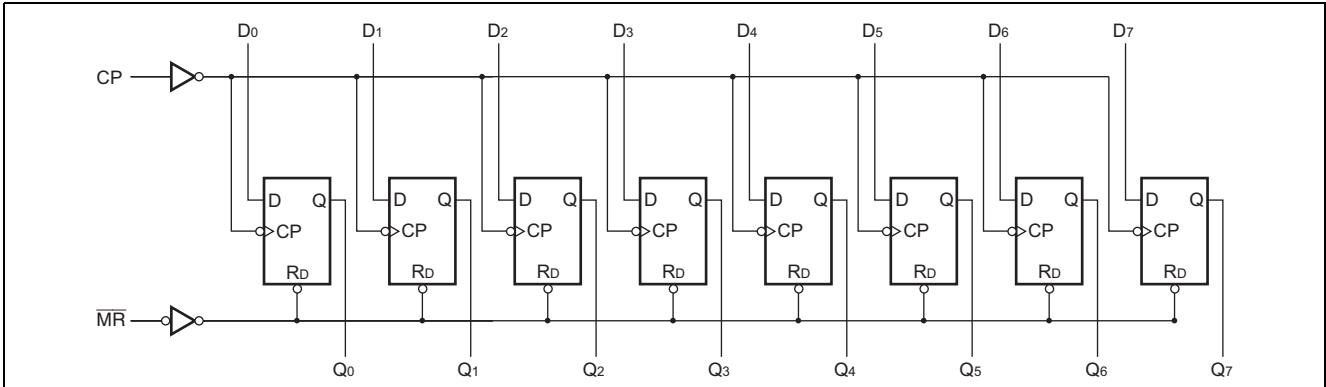 D0 D1 D2 D3 D4 D5 D6 D7
CP
D Q D Q D Q D Q D Q D Q D Q D Q
CP CP CP CP CP CP CP CP
RD RD RD RD RD RD RD RD
MR
Q0 Q1 Q2 Q3 Q4 Q5 Q6 Q7